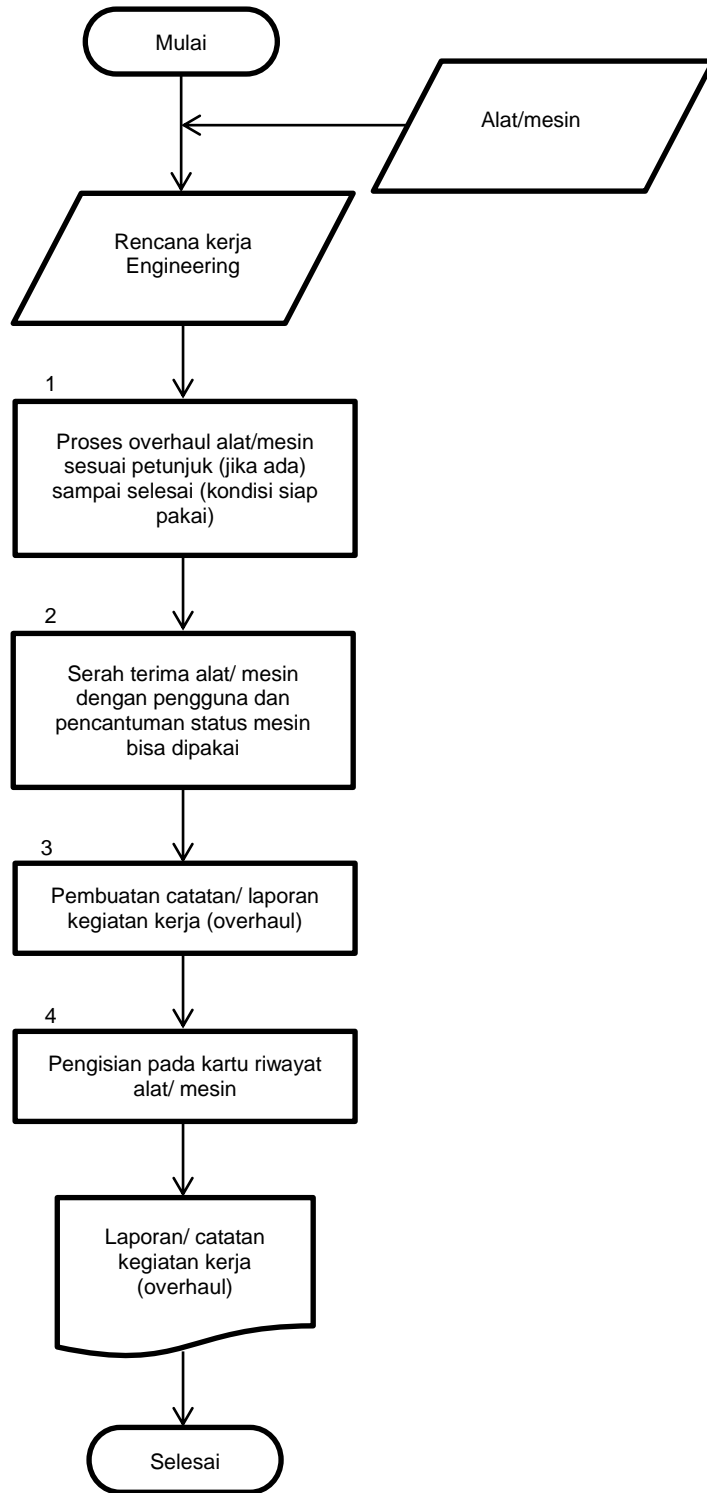 Mulai
Alat/mesin
Rencana kerja
Engineering
1
Proses overhaul alat/mesin
sesuai petunjuk (jika ada)
sampai selesai (kondisi siap
pakai)
2
Serah terima alat/ mesin
dengan pengguna dan
pencantuman status mesin
bisa dipakai
3
Pembuatan catatan/ laporan
kegiatan kerja (overhaul)
4
Pengisian pada kartu riwayat
alat/ mesin
Laporan/ catatan
kegiatan kerja
(overhaul)
Selesai